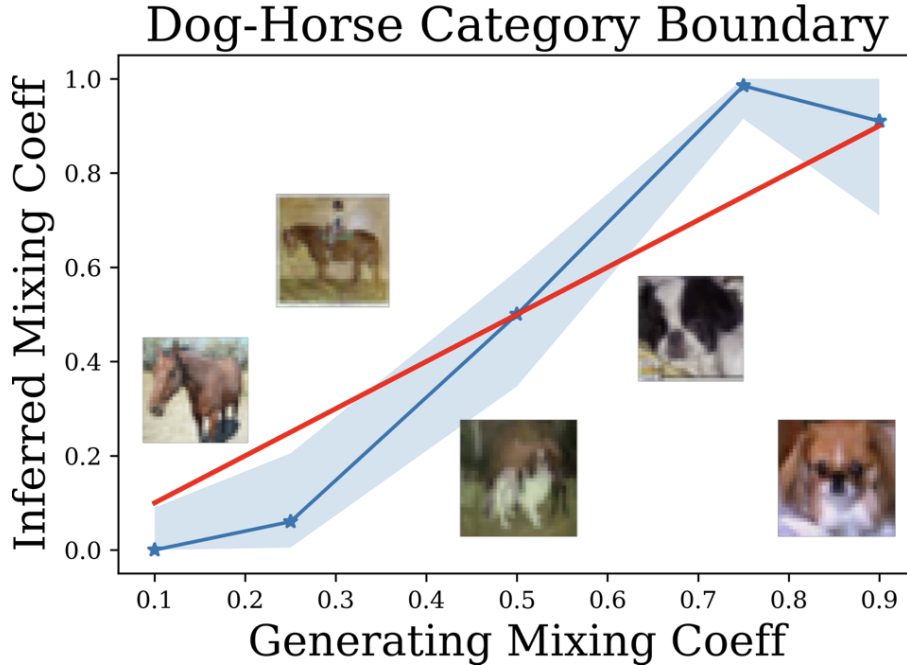 Dog-Horse Category Boundary
Inferred Mixing Coeff
1.0
0.8
0.6
0.4
0.2
0.0
0.1 0.2 0.3 0.4 0.5 0.6 0.7 0.8 0.9
Generating Mixing Coeff